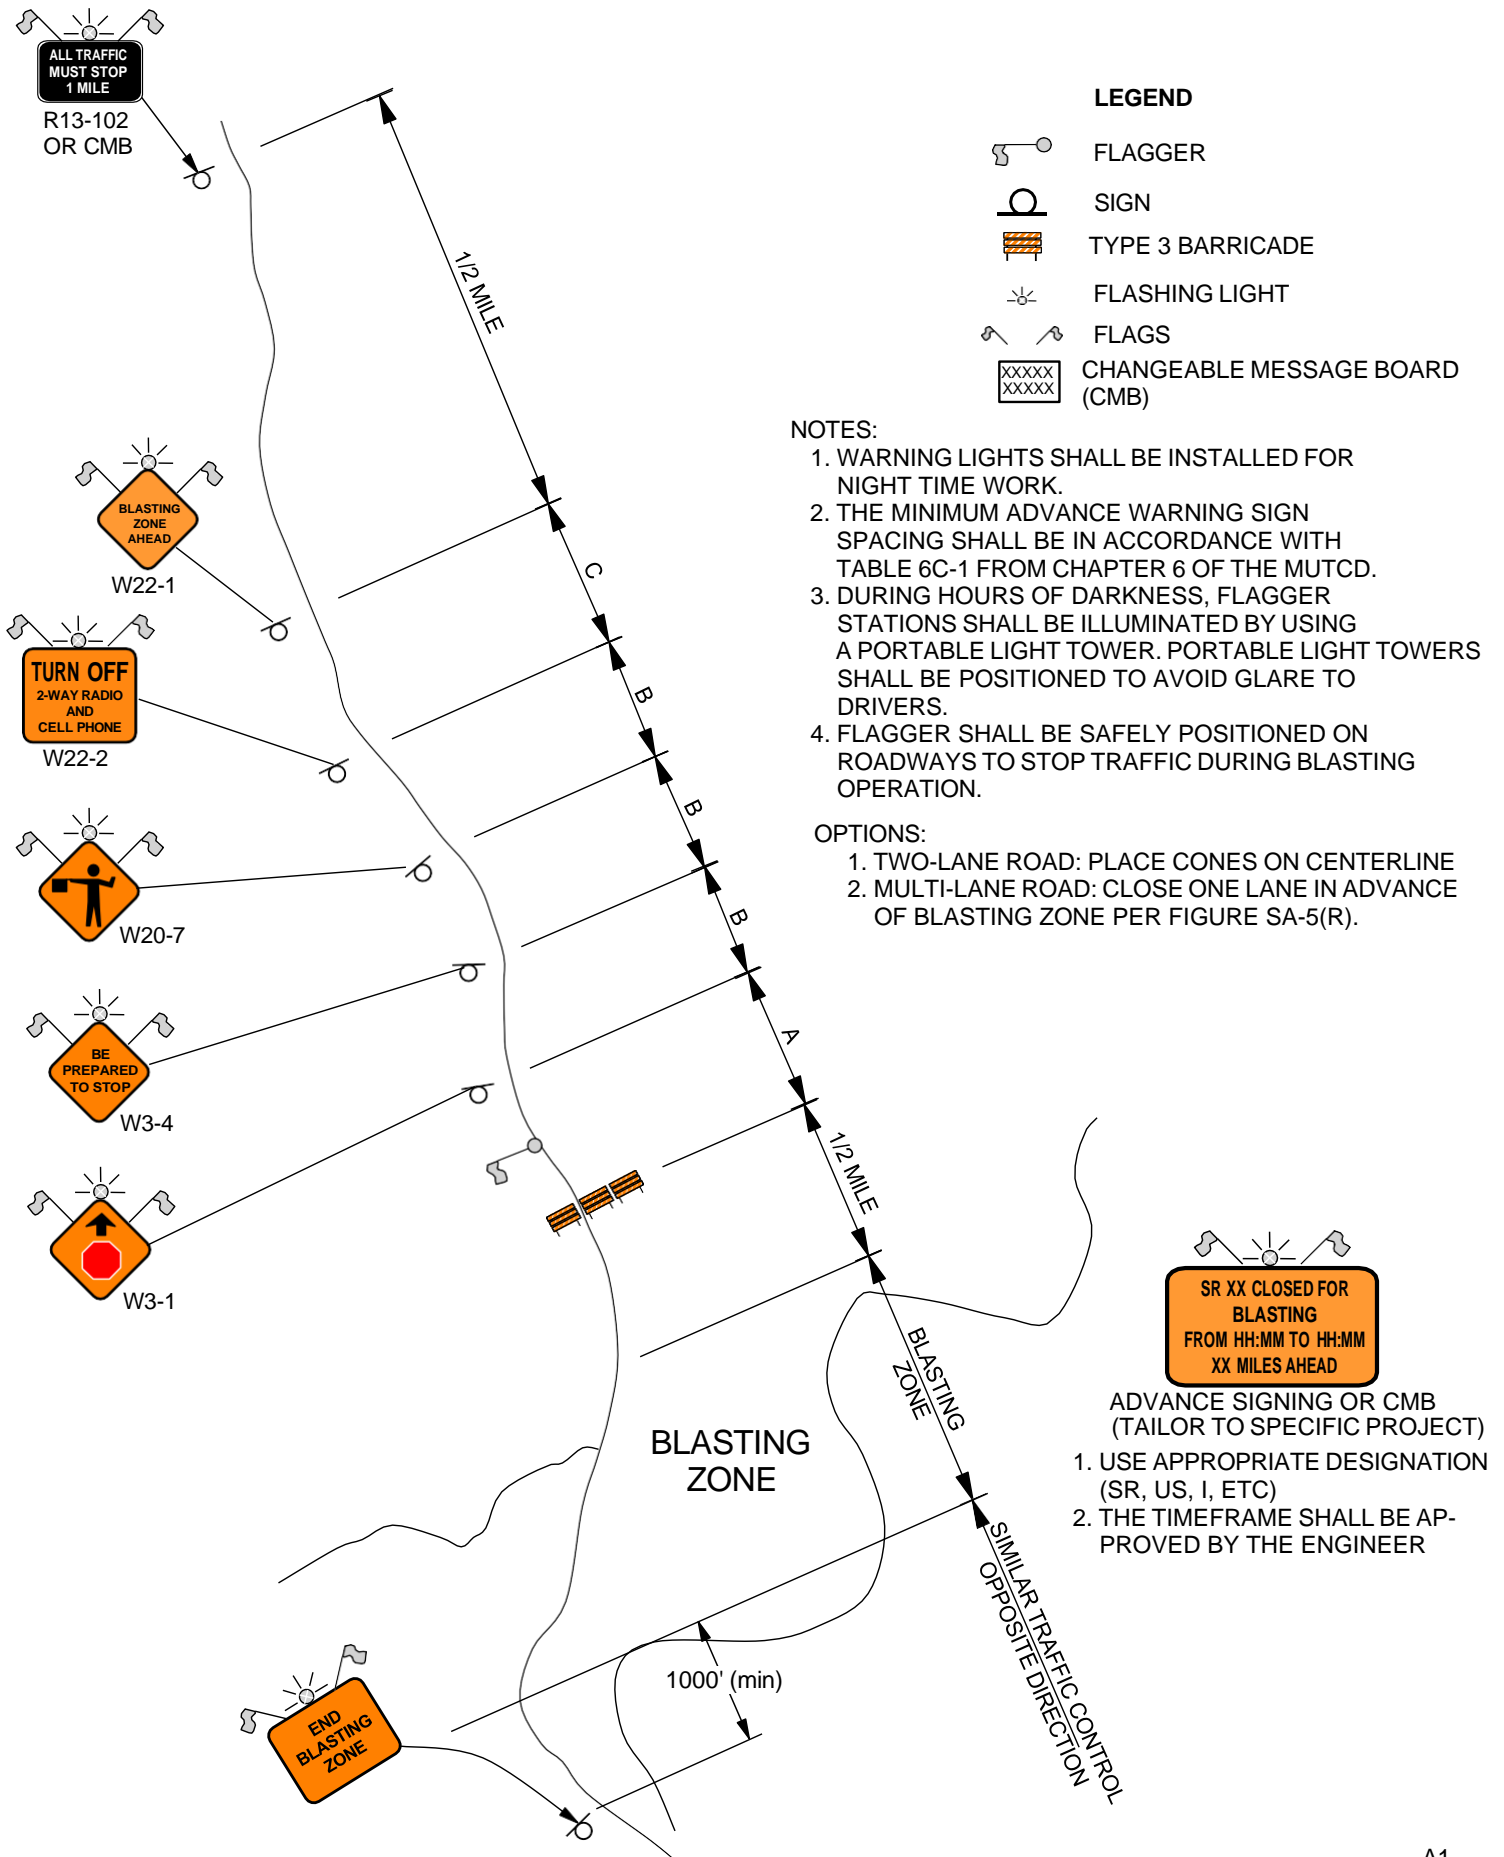 ALL TRAFFIC
MUST STOP
1 MILE
R13-102
OR CMB
1/2 MILE
BLASTING
ZONE
AHEAD
W22-1
C
TURN OFF
2-WAY RADIO
AND
CELL PHONE
W22-2
B
B
W20-7
B
BE
PREPARED
TO STOP
W3-4
A
W3-1
1/2 MILE
BLASTING
ZONE
BLASTING
ZONE
SIMILAR TRAFFIC CONTROL
OPPOSITE DIRECTION
1000' (min)
END
BLASTING
ZONE
LEGEND
FLAGGER
SIGN
TYPE 3 BARRICADE
FLASHING LIGHT
FLAGS
XXXXX
XXXXX
CHANGEABLE MESSAGE BOARD
(CMB)
NOTES:
1. WARNING LIGHTS SHALL BE INSTALLED FOR
NIGHT TIME WORK.
2. THE MINIMUM ADVANCE WARNING SIGN
SPACING SHALL BE IN ACCORDANCE WITH
TABLE 6C-1 FROM CHAPTER 6 OF THE MUTCD.
3. DURING HOURS OF DARKNESS, FLAGGER
STATIONS SHALL BE ILLUMINATED BY USING
A PORTABLE LIGHT TOWER. PORTABLE LIGHT TOWERS
SHALL BE POSITIONED TO AVOID GLARE TO
DRIVERS.
4. FLAGGER SHALL BE SAFELY POSITIONED ON
ROADWAYS TO STOP TRAFFIC DURING BLASTING
OPERATION.
OPTIONS:
1. TWO-LANE ROAD: PLACE CONES ON CENTERLINE
2. MULTI-LANE ROAD: CLOSE ONE LANE IN ADVANCE
OF BLASTING ZONE PER FIGURE SA-5(R).
SR XX CLOSED FOR
BLASTING
FROM HH:MM TO HH:MM
XX MILES AHEAD
ADVANCE SIGNING OR CMB
(TAILOR TO SPECIFIC PROJECT)
1. USE APPROPRIATE DESIGNATION
(SR, US, I, ETC)
2. THE TIMEFRAME SHALL BE AP-
PROVED BY THE ENGINEER